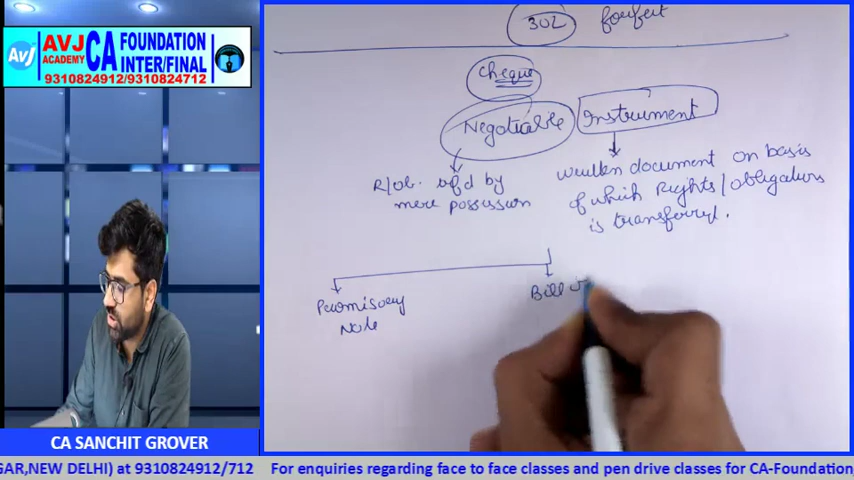 AVJ
ACADEMY
CA
FOUNDATION
INTER/FINAL
9310824912/9310824712
AVJ
30L forfeit
Cheque
Negotiable Instrument
R/ob. by
mere possession
Written document on basis
of which Rights/obligations
is transferred.
Promissory
Note
Bill
CA SANCHIT GROVER
GAR,NEW DELHI) at 9310824912/712 For enquiries regarding face to face classes and pen drive classes for CA-Foundation,